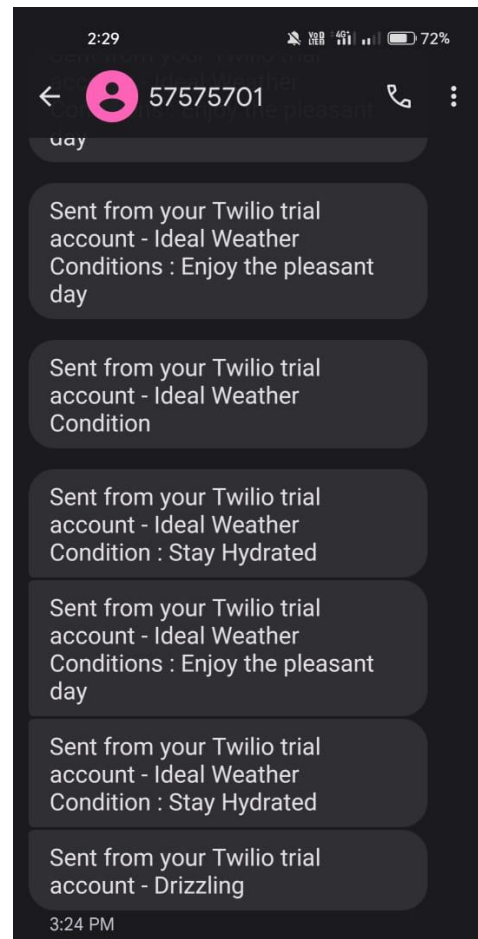 2:29
VoD LTEB 4G 72%
57575701
day
Sent from your Twilio trial
account - Ideal Weather
Conditions : Enjoy the pleasant
day
Sent from your Twilio trial
account - Ideal Weather
Condition
Sent from your Twilio trial
account - Ideal Weather
Condition : Stay Hydrated
Sent from your Twilio trial
account - Ideal Weather
Conditions : Enjoy the pleasant
day
Sent from your Twilio trial
account - Ideal Weather
Condition : Stay Hydrated
Sent from your Twilio trial
account - Drizzling
3:24 PM